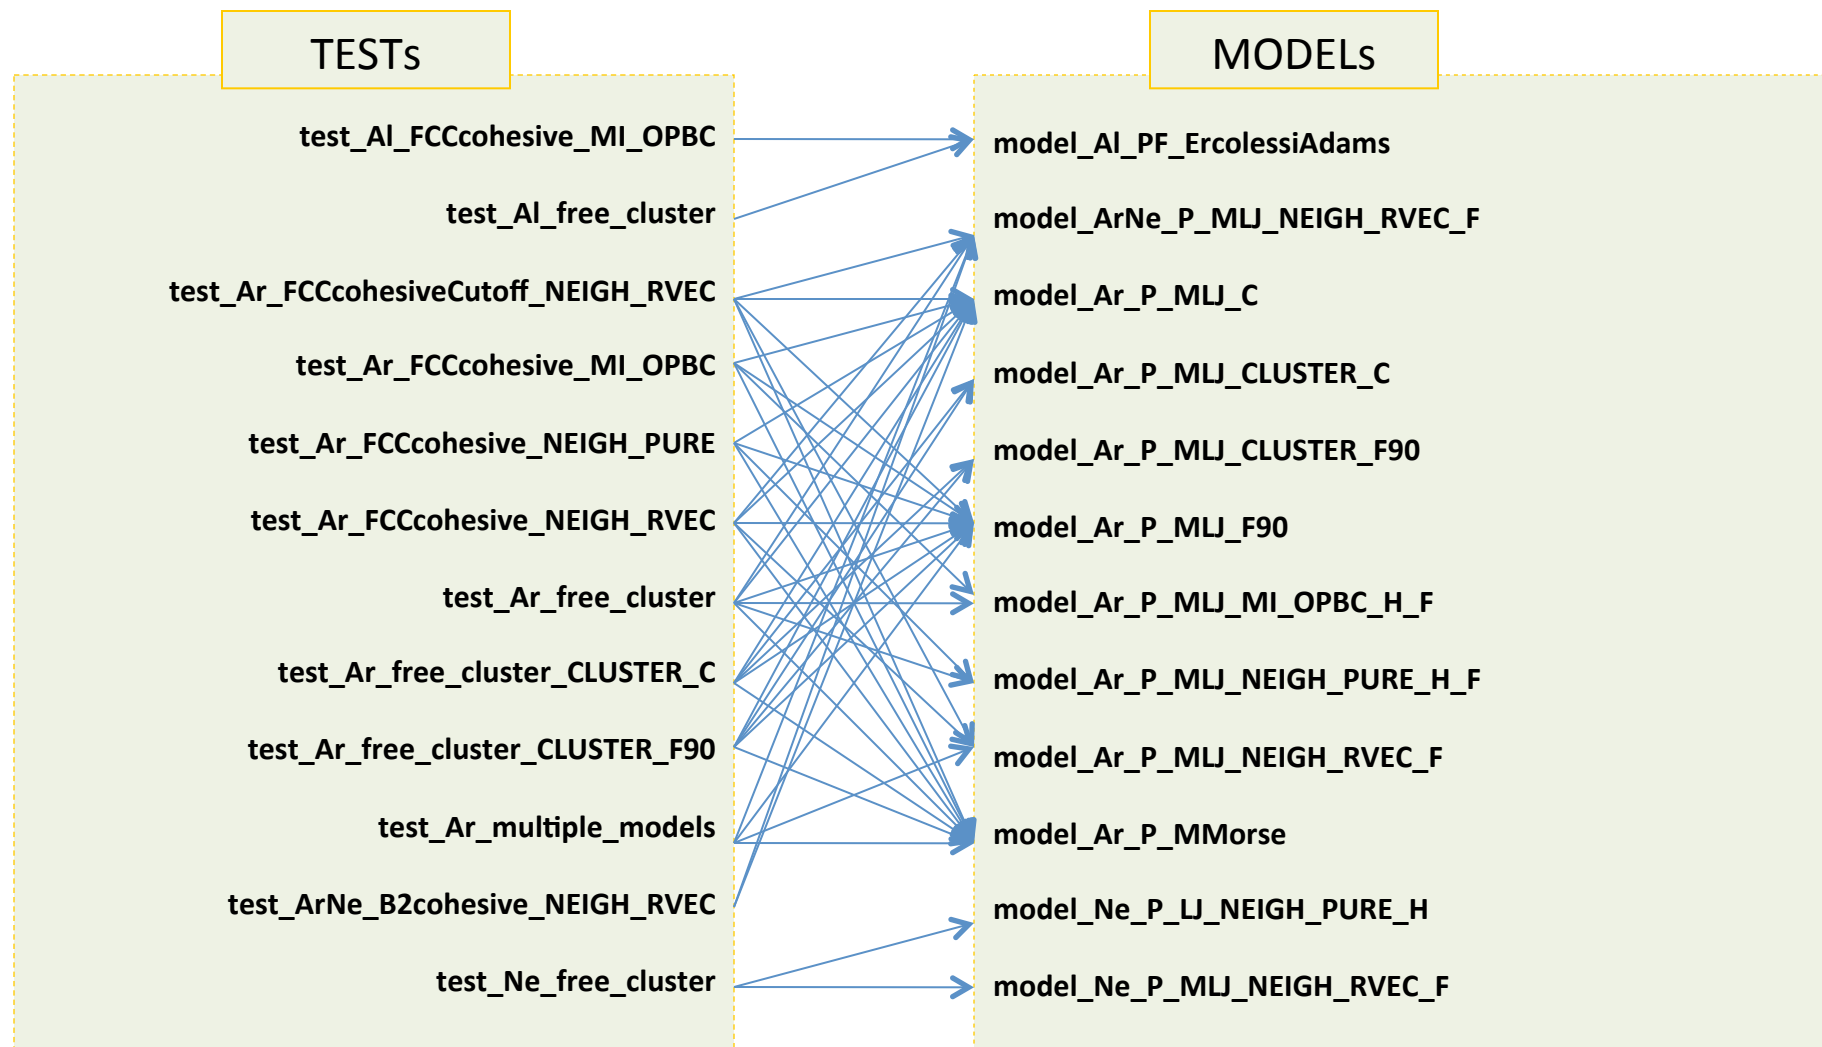 TESTs
test_Al_FCCcohesive_MI_OPBC
test_Al_free_cluster
test_Ar_FCCcohesiveCutoff_NEIGH_RVEC
test_Ar_FCCcohesive_MI_OPBC
test_Ar_FCCcohesive_NEIGH_PURE
test_Ar_FCCcohesive_NEIGH_RVEC
test_Ar_free_cluster
test_Ar_free_cluster_CLUSTER_C
test_Ar_free_cluster_CLUSTER_F90
test_Ar_multiple_models
test_ArNe_B2cohesive_NEIGH_RVEC
test_Ne_free_cluster
MODELs
model_Al_PF_ErcolessiAdams
model_ArNe_P_MLJ_NEIGH_RVEC_F
model_Ar_P_MLJ_C
model_Ar_P_MLJ_CLUSTER_C
model_Ar_P_MLJ_CLUSTER_F90
model_Ar_P_MLJ_F90
model_Ar_P_MLJ_MI_OPBC_H_F
model_Ar_P_MLJ_NEIGH_PURE_H_F
model_Ar_P_MLJ_NEIGH_RVEC_F
model_Ar_P_MMorse
model_Ne_P_LJ_NEIGH_PURE_H
model_Ne_P_MLJ_NEIGH_RVEC_F